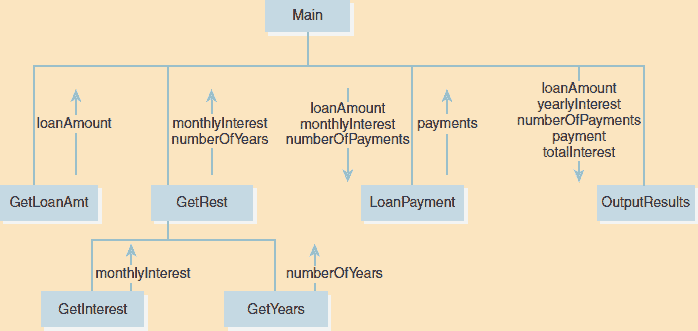 Main
loanAmount
monthlyInterest
numberOfYears
loanAmount
monthlyInterest
numberOfPayments
payments
loanAmount
yearlyInterest
numberOfPayments
payment
totalInterest
GetLoanAmt
GetRest
LoanPayment
OutputResults
monthlyInterest
numberOfYears
GetInterest
GetYears